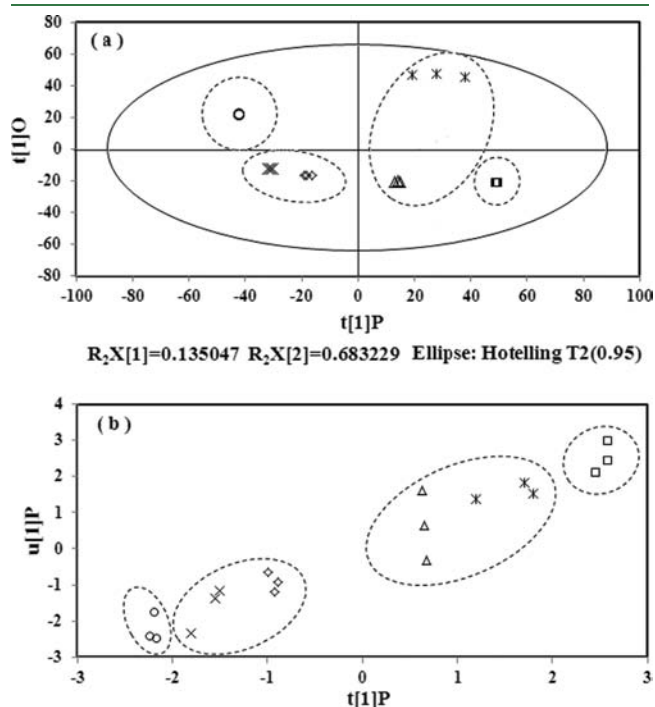 ( a )
80
60
40
20
0
-20
-40
-60
-80
t[1]O
-100 -80 -60 -40 -20 0 20 40 60 80 100
t[1]P
R₂X[1]=0.135047 R₂X[2]=0.683229 Ellipse: Hotelling T2(0.95)
( b )
4
3
2
1
0
-1
-2
-3
u[1]P
-3 -2 -1 0 1 2 3
t[1]P